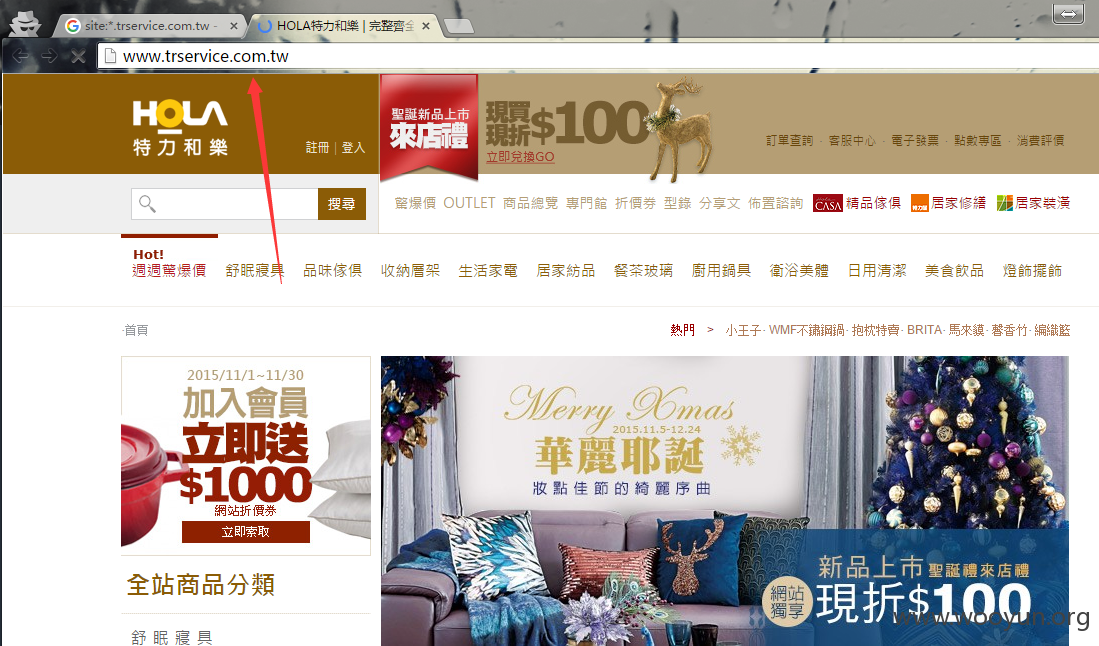 site:*.trservice.com.tw -
HOLA特力和樂 | 完整齊全
www.trservice.com.tw
HOLA
特力和樂
註冊 | 登入
聖誕新品上市
來店禮
現買
現折$100
立即兌換GO
訂單查詢 · 客服中心 · 電子發票 · 點數專區 · 消費評價
搜尋
驚爆價 OUTLET 商品總覽 專門館 折價券 型錄 分享文 佈置諮詢 CASA 精品傢俱 特力屋 居家修繕 居家裝潢
Hot!
週週驚爆價 舒眠寢具 品味傢俱 收納層架 生活家電 居家紡品 餐茶玻璃 廚用鍋具 衛浴美體 日用清潔 美食飲品 燈飾擺飾
·首頁
熱門 > 小王子· WMF不鏽鋼鍋· 抱枕特賣· BRITA· 馬來貘· 馨香竹· 編織籃
2015/11/1~11/30
加入會員
立即送
$1000
網站折價券
立即索取
Merry Xmas
2015.11.5-12.24
華麗耶誕
妝點佳節的綺麗序曲
新品上市 聖誕禮來店禮
網站
獨享
現折$100
www.wooyun.org
全站商品分類
舒眠寢具